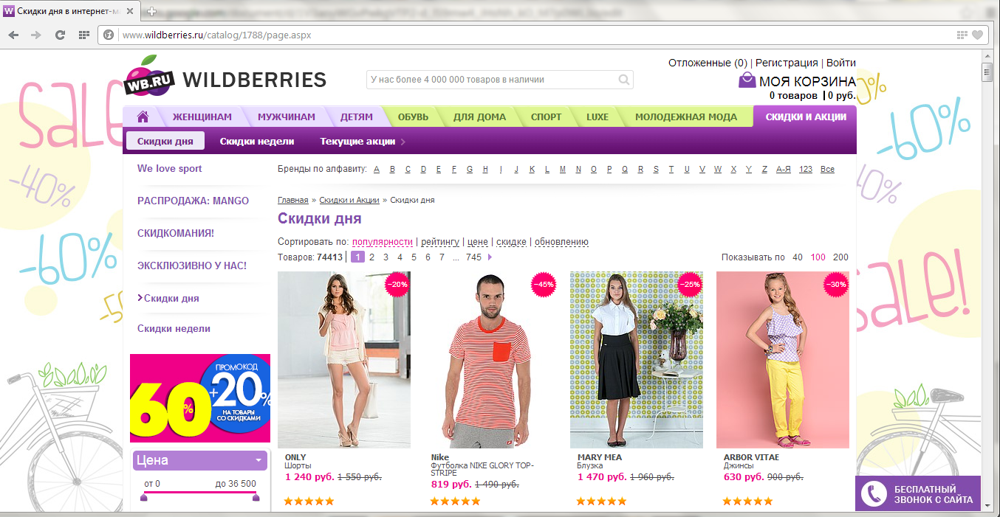 Скидки дня в интернет-м
www.wildberries.ru/catalog/1788/page.aspx
SALE
-40%
-60%
WB.RU WILDBERRIES
У нас более 4 000 000 товаров в наличии
Отложенные (0) | Регистрация | Войти
МОЯ КОРЗИНА
0 товаров | 0 руб.
ЖЕНЩИНАМ МУЖЧИНАМ ДЕТЯМ ОБУВЬ ДЛЯ ДОМА СПОРТ LUXE МОЛОДЕЖНАЯ МОДА СКИДКИ И АКЦИИ
Скидки дня Скидки недели Текущие акции
We love sport
РАСПРОДАЖА: MANGO
СКИДКОМАНИЯ!
ЭКСКЛЮЗИВНО У НАС!
Скидки дня
Скидки недели
ПРОМОКОД
60% +20%
НА ТОВАРЫ
СО СКИДКАМИ
Цена
от 0 до 36 500
Бренды по алфавиту: A B C D E F G H I J K L M N O P Q R S T U V W X Y Z А-Я 123 Все
Главная » Скидки и Акции » Скидки дня
Скидки дня
Сортировать по: популярности | рейтингу | цене | скидке | обновлению
Товаров: 74413 | 1 2 3 4 5 6 7 ... 745
Показывать по 40 100 200
–20%
ONLY
Шорты
1 240 руб. 1 550 руб.
–45%
Nike
Футболка NIKE GLORY TOP-
STRIPE
819 руб. 1 490 руб.
–25%
MARY MEA
Блузка
1 470 руб. 1 960 руб.
–30%
ARBOR VITAE
Джинсы
630 руб. 900 руб.
-60%
40%
SALE!
БЕСПЛАТНЫЙ
ЗВОНОК С САЙТА